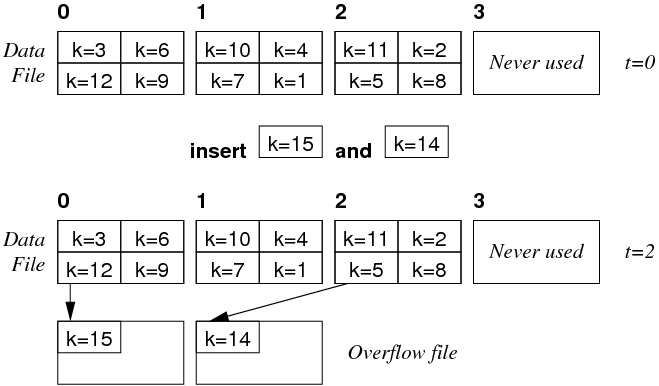 0 1 2 3
Data File k=3 k=6 k=10 k=4 k=11 k=2 Never used t=0
k=12 k=9 k=7 k=1 k=5 k=8
insert k=15 and k=14
0 1 2 3
Data File k=3 k=6 k=10 k=4 k=11 k=2 Never used t=2
k=12 k=9 k=7 k=1 k=5 k=8
k=15 k=14 Overflow file